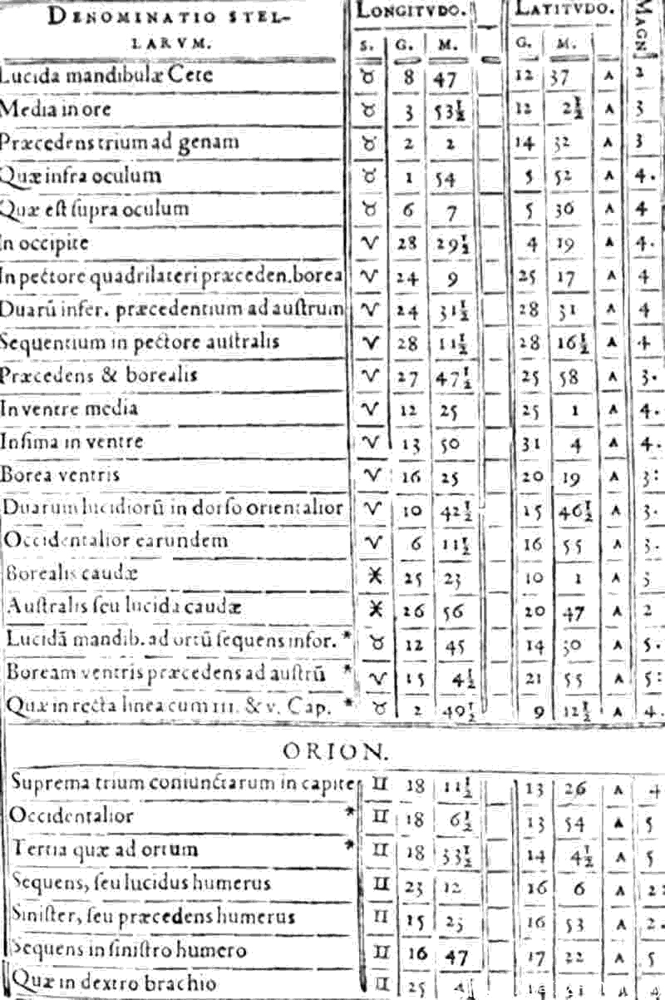 DENOMINATIO STEL- LONGITVDO. LATITVDO. MAGN
LARVM. S. G. M. G. M.
Lucida mandibulæ Cete ♉ 8 47 12 37 A 2
Media in ore ♉ 3 53½ 12 2½ A 3
Præcedens trium ad genam ♉ 2 2 14 32 A 3
Quæ infra oculum ♉ 1 54 5 52 A 4.
Quæ eſt ſupra oculum ♉ 6 7 5 36 A 4
In occipite ♈ 28 29½ 4 19 A 4.
In pectore quadrilateri præceden. borea ♈ 24 9 25 17 A 4
Duarū infer. præcedentium ad auſtrum ♈ 24 31½ 28 31 A 4
Sequentium in pectore auſtralis ♈ 28 11½ 28 16½ A 4
Præcedens & borealis ♈ 27 47½ 25 58 A 3.
In ventre media ♈ 12 25 25 1 A 4.
Infima in ventre ♈ 13 50 31 4 A 4.
Borea ventris ♈ 16 25 20 19 A 3:
Duarum lucidiorū in dorſo orientalior ♈ 10 42½ 15 46½ A 3.
Occidentalior earundem ♈ 6 11½ 16 55 A 3.
Borealis caudæ ♓ 25 23 10 1 A 3
Auſtralis ſeu lucida caudæ ♓ 26 56 20 47 A 2
Lucidā mandib. ad ortū ſequens infor. * ♉ 12 45 14 30 A 5.
Boream ventris præcedens ad auſtrū * ♈ 15 4½ 21 55 A 5:
Quæ in recta linea cum III. & V. Cap. * ♉ 2 49½ 9 12½ A 4.
ORION.
Suprema trium coniunctarum in capite ♊ 18 11½ 13 26 A 4
Occidentalior * ♊ 18 6½ 13 54 A 5
Tertia quæ ad ortum * ♊ 18 33½ 14 4½ A 5
Sequens, ſeu lucidus humerus ♊ 23 12 16 6 A 2:
Siniſter, ſeu præcedens humerus ♊ 15 23 16 53 A 2.
Sequens in ſiniſtro humero ♊ 16 47 17 22 A 5
Quæ in dextro brachio ♊ 25 A 4